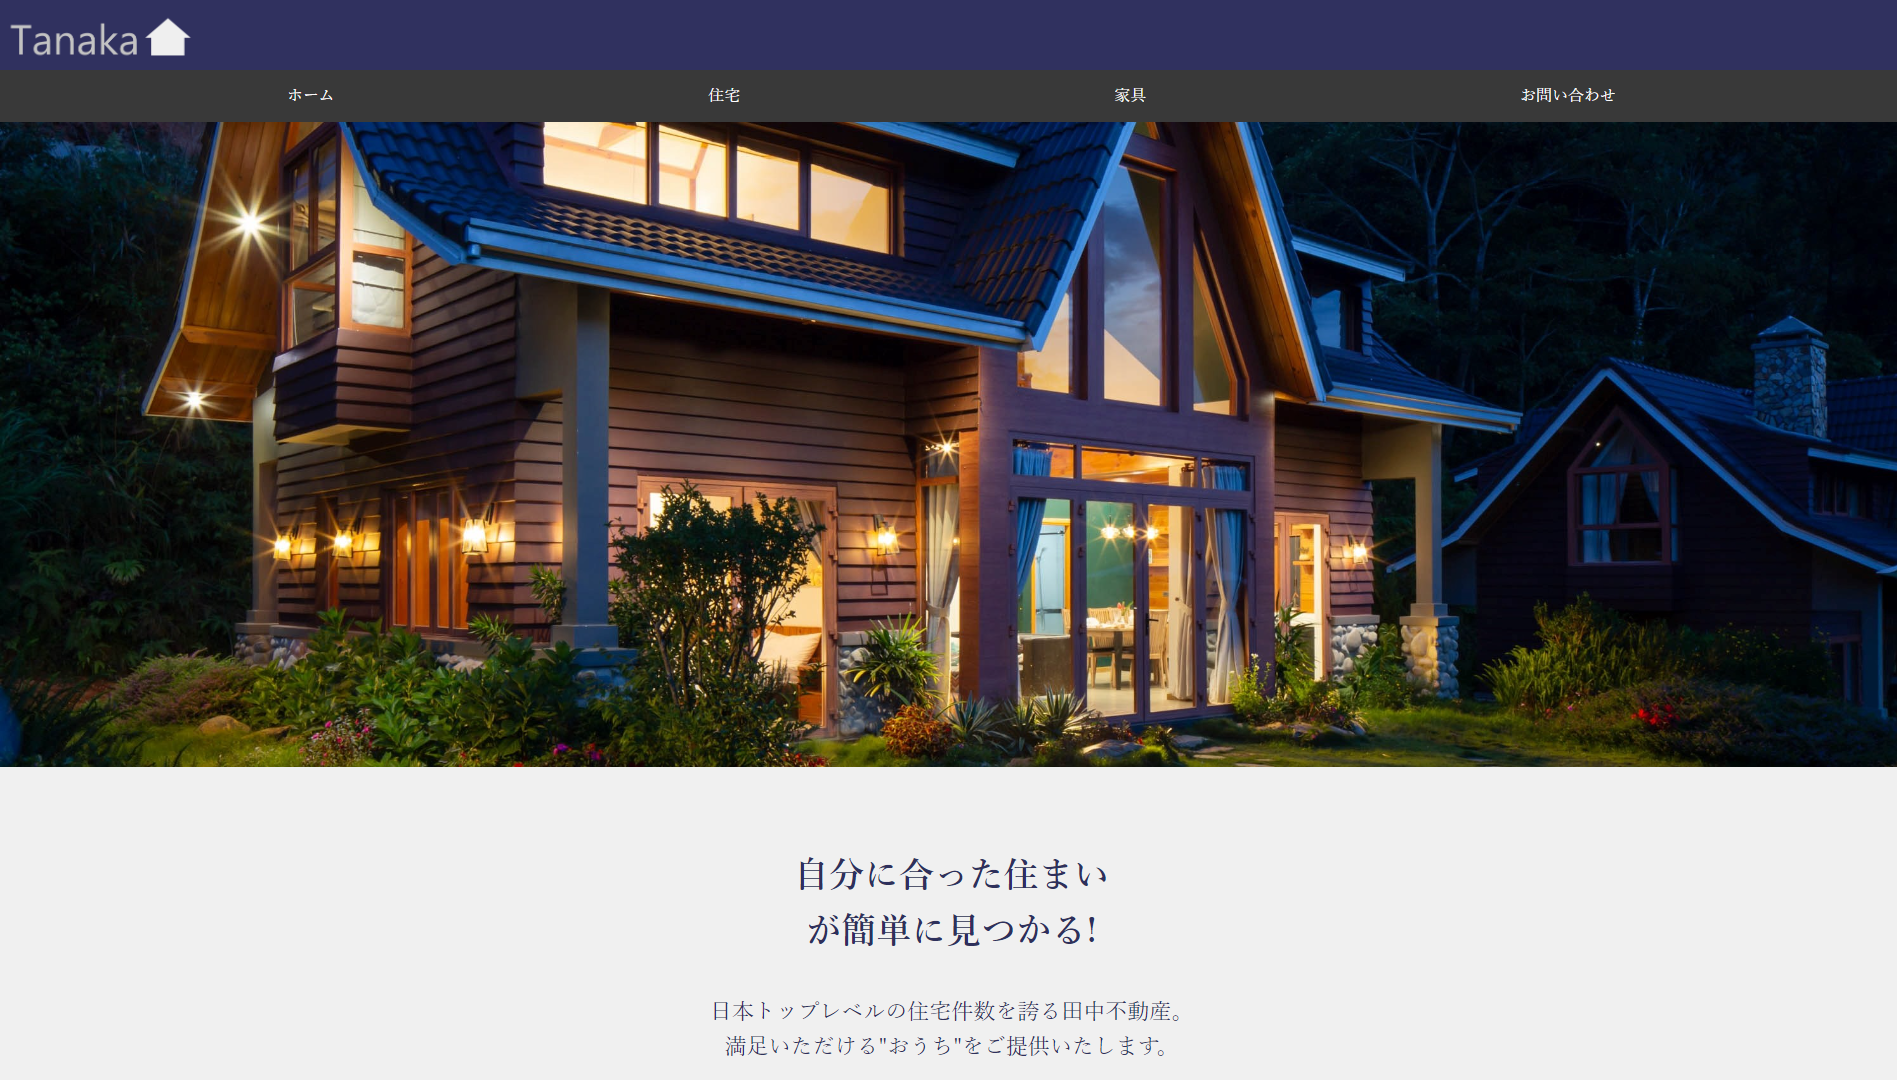 Tanaka
ホーム
住宅
家具
お問い合わせ
自分に合った住まい
が簡単に見つかる!
日本トップレベルの住宅件数を誇る田中不動産。
満足いただける"おうち"をご提供いたします。